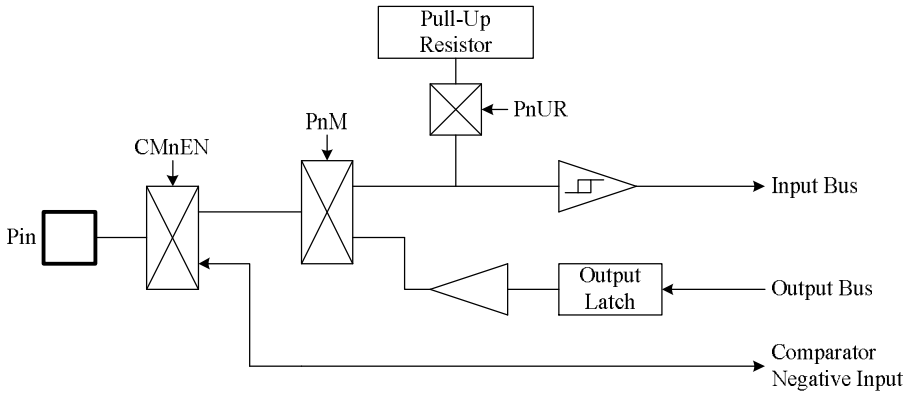 Pull-Up
Resistor
PnUR
PnM
CMnEN
Pin
Input Bus
Output
Latch
Output Bus
Comparator
Negative Input